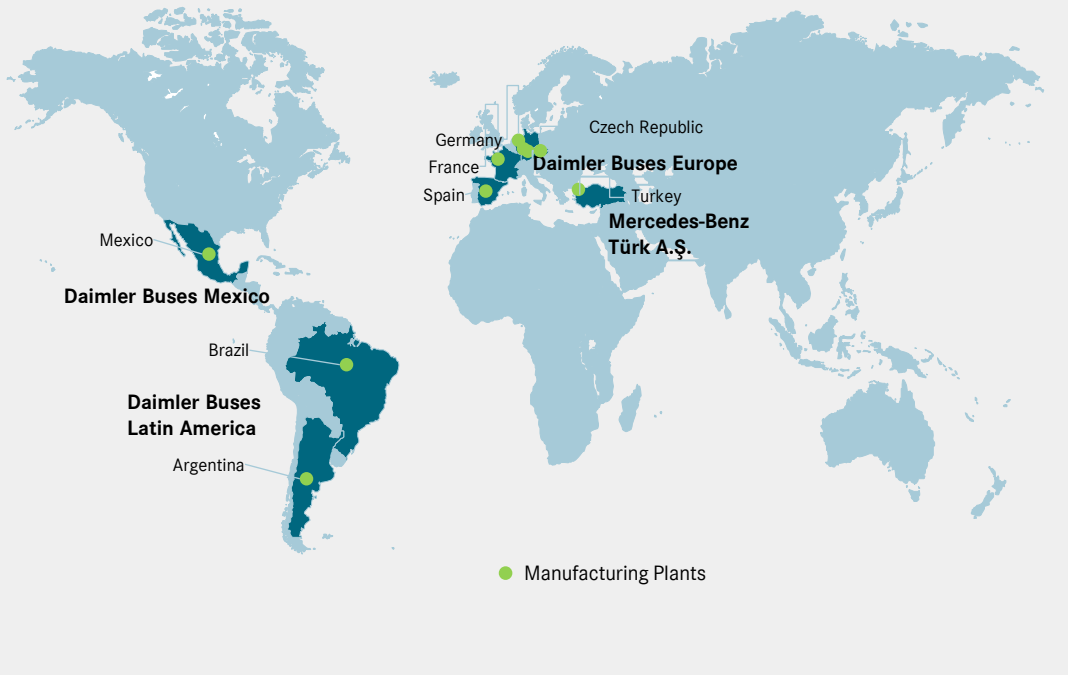 Germany
Czech Republic
Daimler Buses Europe
France
Spain
Turkey
Mercedes-Benz
Türk A.Ş.
Mexico
Daimler Buses Mexico
Brazil
Daimler Buses
Latin America
Argentina
Manufacturing Plants